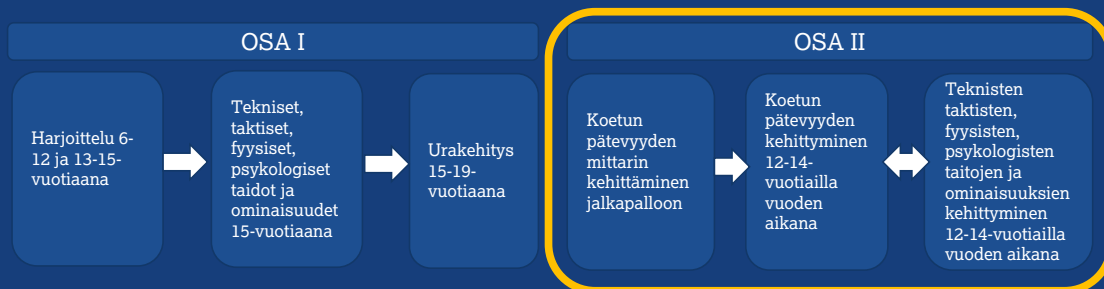 OSA I
Harjoittelu 6-
12 ja 13-15-
vuotiaana
Tekniset,
taktiset,
fyysiset,
psykologiset
taidot ja
ominaisuudet
15-vuotiaana
Urakehitys
15-19-
vuotiaana
OSA II
Koetun
pätevyyden
mittarin
kehittäminen
jalkapalloon
Koetun
pätevyyden
kehittyminen
12-14-
vuotiailla
vuoden
aikana
Teknisten
taktisten,
fyysisten,
psykologisten
taitojen ja
ominaisuuksien
kehittyminen
12-14-vuotiailla
vuoden aikana